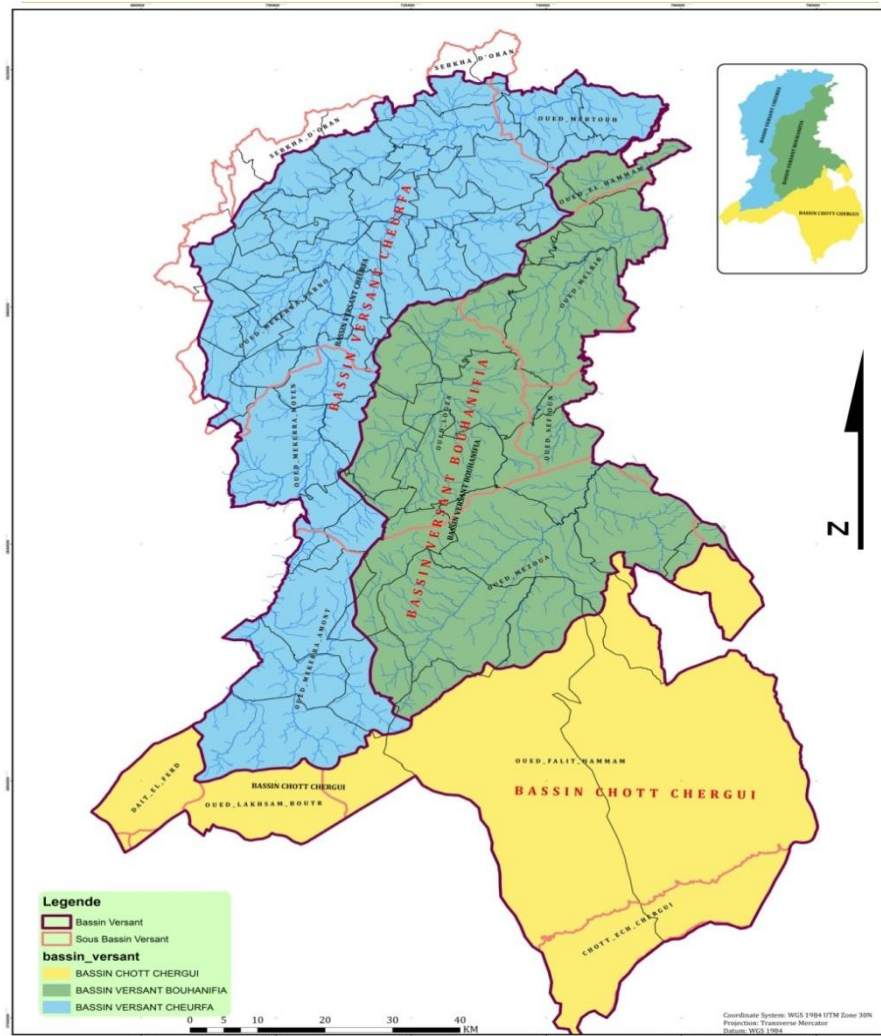 SEBKHA_D'ORAN
SEBKHA_D'ORAN
OUED_MEBTOUH
OUED_EL_HAMMAM
OUED_MELRIR
OUED_MEKERRA_SARNO
BASSIN VERSANT CHEURFA
BASSIN VERSANT CHEURFA
OUED_MEKERRA_MOYEN
OUED_LOUZA
OUED_SEFIOUN
BASSIN VERSANT BOUHANIFIA
BASSIN VERSANT BOUHANIFIA
OUED_MEZOUA
OUED_MEKERRA_AMONT
DAIT_EL_FERD
BASSIN CHOTT CHERGUI
OUED_LAKHSAM_BOUTR
OUED_FALIT_HAMMAM
BASSIN CHOTT CHERGUI
CHOTT_ECH_CHERGUI
BASSIN VERSANT CHEURFA
BASSIN VERSANT BOUHANIFIA
BASSIN CHOTT CHERGUI
N
Legende
Bassin Versant
Sous Bassin Versant
bassin_versant
BASSIN CHOTT CHERGUI
BASSIN VERSANT BOUHANIFIA
BASSIN VERSANT CHEURFA
0 5 10 20 30 40
KM
Coordinate System: WGS 1984 UTM Zone 30N
Projection: Transverse Mercator
Datum: WGS 1984